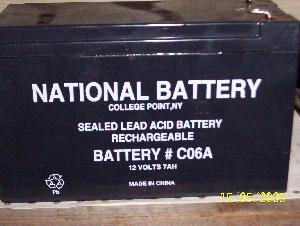 NATIONAL BATTERY
COLLEGE POINT,NY
SEALED LEAD ACID BATTERY
RECHARGEABLE
BATTERY # C06A
12 VOLTS 7AH
MADE IN CHINA
Pb